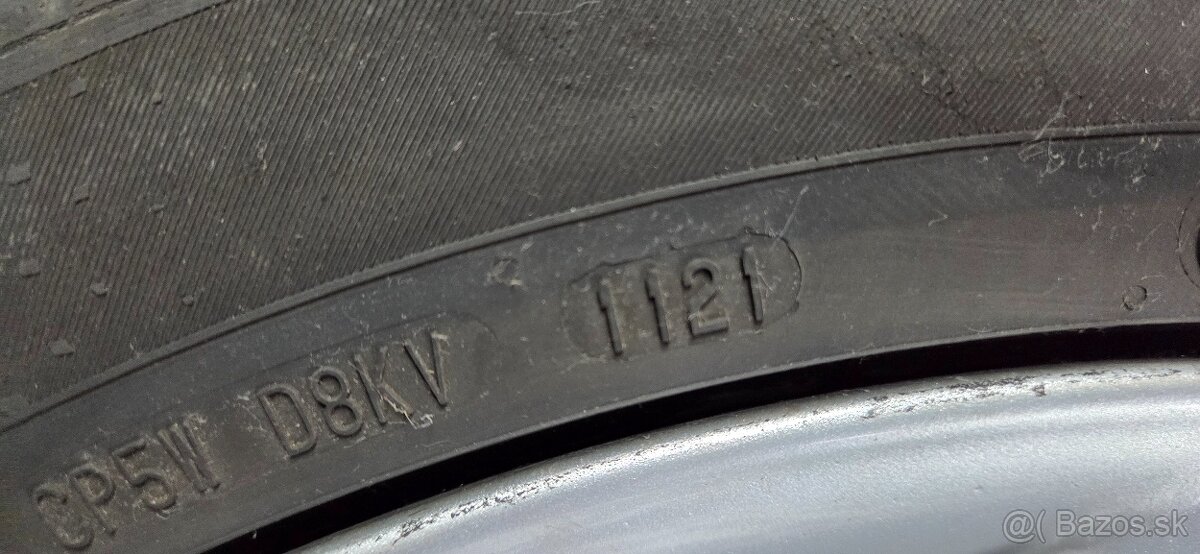 CP5W D8KV 1121
@( Bazos.sk